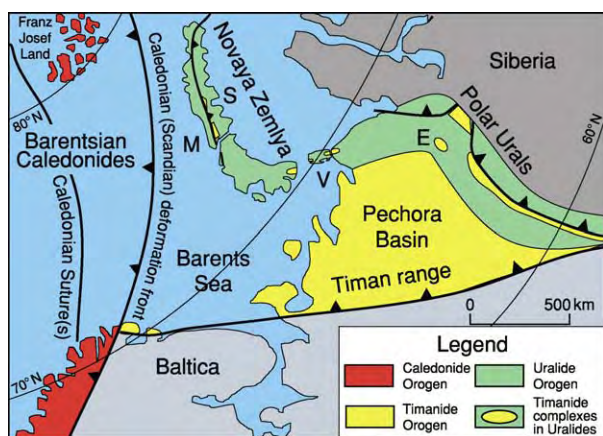 Franz
Josef
Land
80°N
Barentsian
Caledonides
Caledonian Suture(s)
Caledonian (Scandian) deformation front
Novaya Zemlya
S
M
V
E
Siberia
Polar Urals
60°N
Pechora
Basin
Barents
Sea
Timan range
70°N
Baltica
0 500 km
Legend
Caledonide
Orogen
Uralide
Orogen
Timanide
Orogen
Timanide
complexes
in Uralides